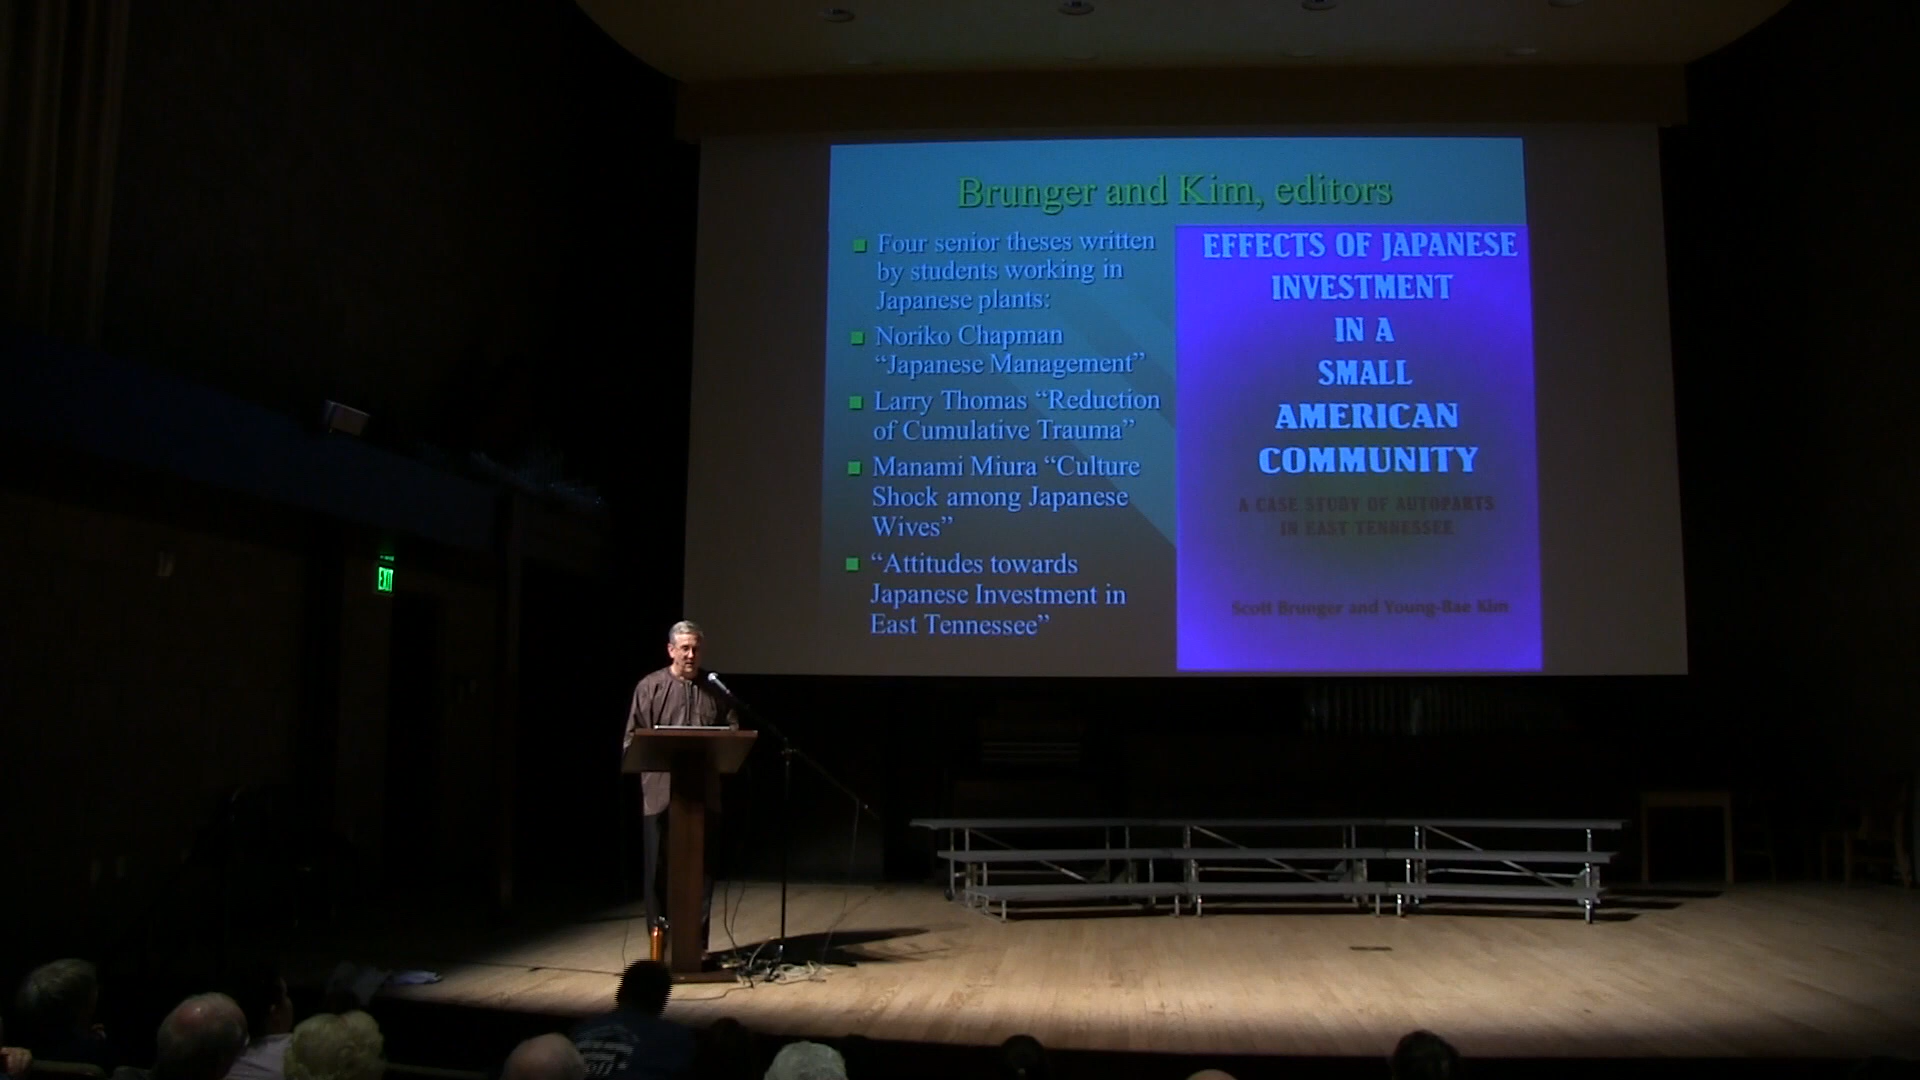 Brunger and Kim, editors
Four senior theses written
by students working in
Japanese plants:
Noriko Chapman
“Japanese Management”
Larry Thomas “Reduction
of Cumulative Trauma”
Manami Miura “Culture
Shock among Japanese
Wives”
“Attitudes towards
Japanese Investment in
East Tennessee”
EFFECTS OF JAPANESE
INVESTMENT
IN A
SMALL
AMERICAN
COMMUNITY
A CASE STUDY OF AUTOPARTS
IN EAST TENNESSEE
Scott Brunger and Young-Bae Kim
EXIT